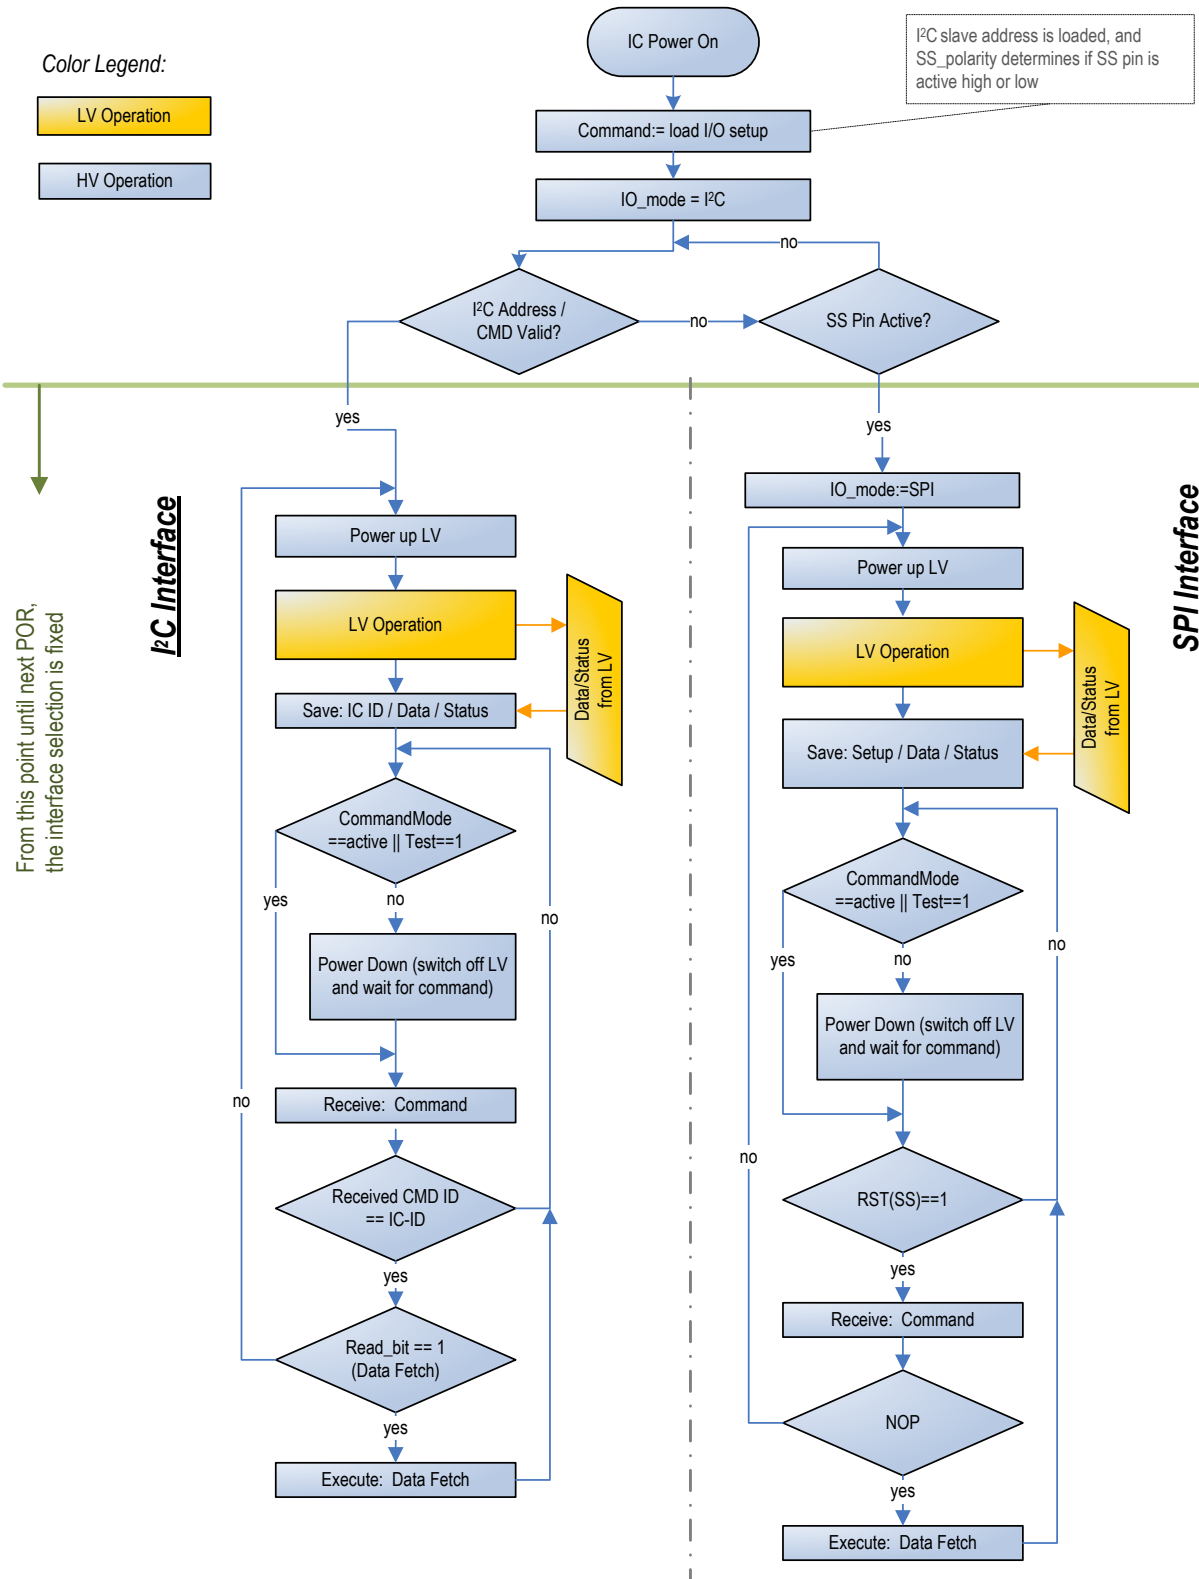 IC Power On
I²C slave address is loaded, and
SS_polarity determines if SS pin is
active high or low
Color Legend:
LV Operation
HV Operation
Command:= load I/O setup
IO_mode = I²C
no
I²C Address /
CMD Valid?
no
SS Pin Active?
yes
yes
From this point until next POR,
the interface selection is fixed
I²C Interface
Power up LV
LV Operation
Data/Status
from LV
Save: IC ID / Data / Status
CommandMode
==active || Test==1
yes
no
no
Power Down (switch off LV
and wait for command)
no
Receive: Command
Received CMD ID
== IC-ID
yes
Read_bit == 1
(Data Fetch)
yes
Execute: Data Fetch
SPI Interface
IO_mode:=SPI
Power up LV
LV Operation
Data/Status
from LV
Save: Setup / Data / Status
CommandMode
==active || Test==1
yes
no
no
Power Down (switch off LV
and wait for command)
no
RST(SS)==1
yes
Receive: Command
NOP
yes
Execute: Data Fetch